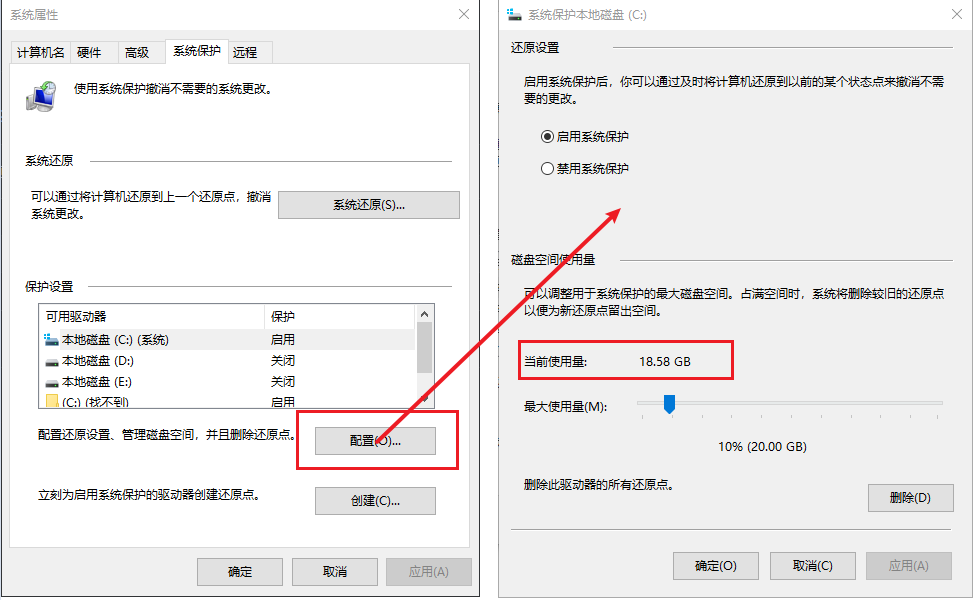 系统属性
计算机名
硬件
高级
系统保护
远程
使用系统保护撤消不需要的系统更改。
系统还原
可以通过将计算机还原到上一个还原点，撤消
系统更改。
系统还原(S)...
保护设置
可用驱动器
保护
本地磁盘 (C:) (系统)
启用
本地磁盘 (D:)
关闭
本地磁盘 (E:)
关闭
(C:) (找不到)
启用
配置还原设置、管理磁盘空间，并且删除还原点。
配置(O)...
立刻为启用系统保护的驱动器创建还原点。
创建(C)...
确定
取消
应用(A)
系统保护本地磁盘 (C:)
还原设置
启用系统保护后，你可以通过及时将计算机还原到以前的某个状态点来撤消不需
要的更改。
启用系统保护
禁用系统保护
磁盘空间使用量
可以调整用于系统保护的最大磁盘空间。占满空间时，系统将删除较旧的还原点
以便为新还原点留出空间。
当前使用量:
18.58 GB
最大使用量(M):
10% (20.00 GB)
删除此驱动器的所有还原点。
删除(D)
确定(O)
取消(C)
应用(A)